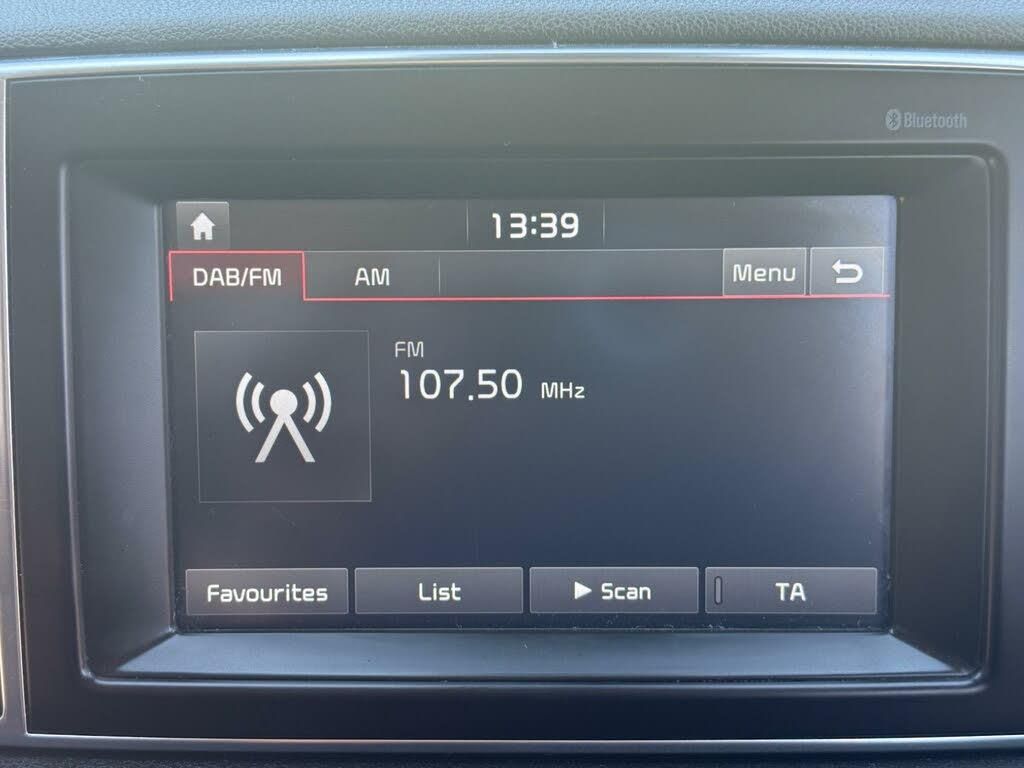 Bluetooth
13:39
DAB/FM AM Menu
FM
107.50 MHz
Favourites List Scan TA